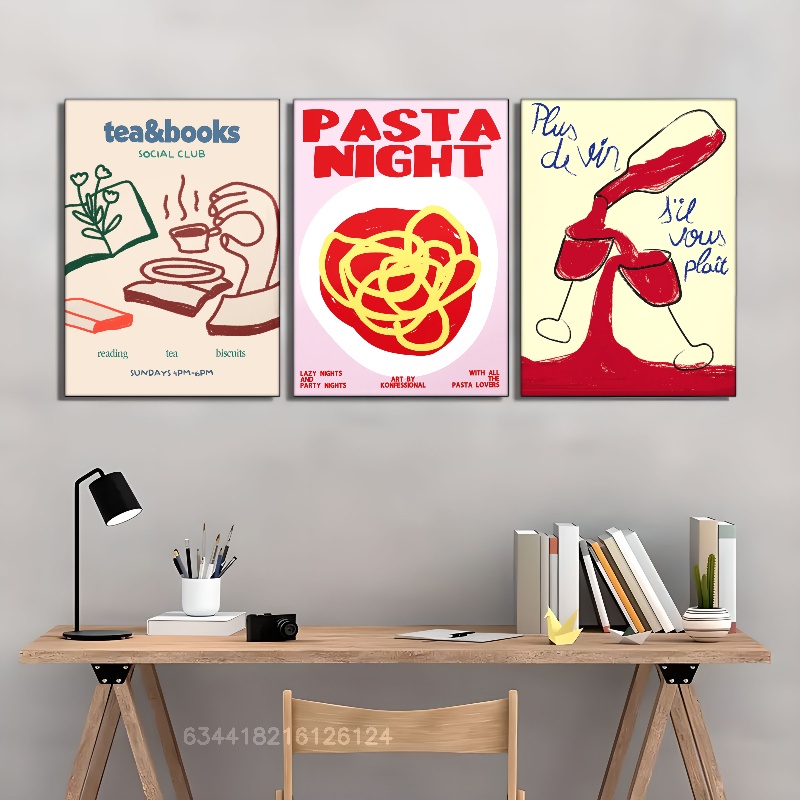 tea&books
SOCIAL CLUB
reading tea biscuits
SUNDAYS 4PM-6PM
PASTA
NIGHT
LAZY NIGHTS
AND
PARTY NIGHTS
ART BY
KONFESSIONAL
WITH ALL
THE
PASTA LOVERS
Plus
de vin
s'il
vous
plaît
634418216126124